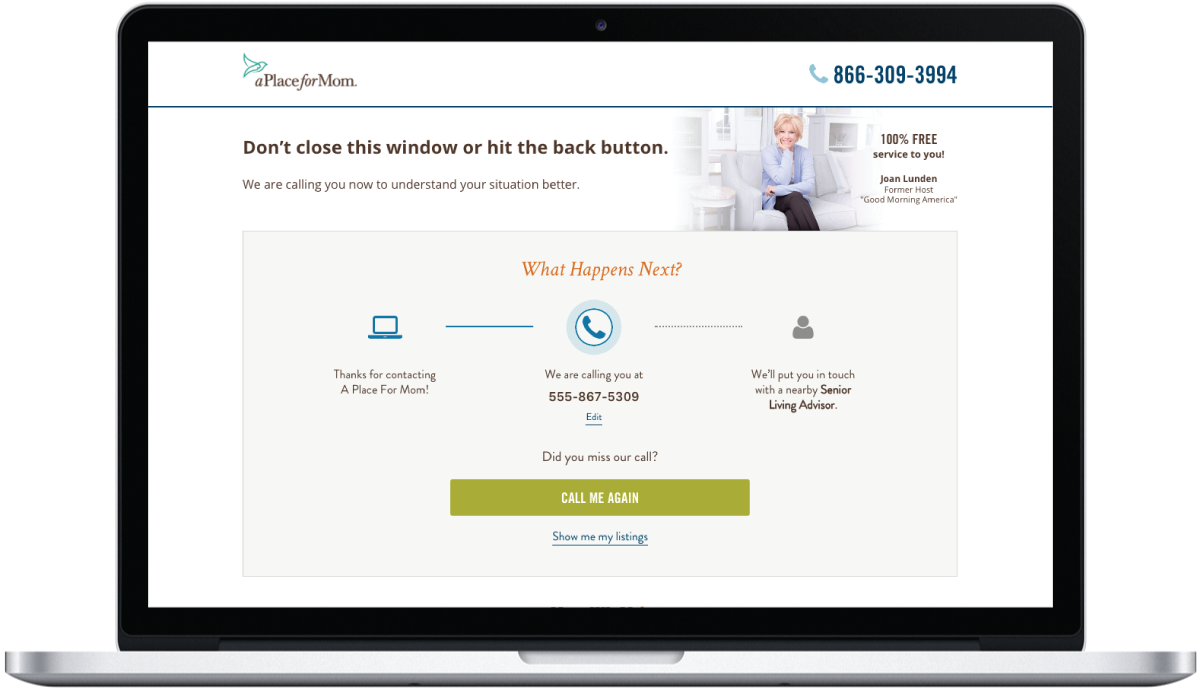 aPlaceforMom.
866-309-3994
Don't close this window or hit the back button.
We are calling you now to understand your situation better.
100% FREE
service to you!
Joan Lunden
Former Host
"Good Morning America"
What Happens Next?
Thanks for contacting
A Place For Mom!
We are calling you at
555-867-5309
Edit
We'll put you in touch
with a nearby Senior
Living Advisor.
Did you miss our call?
CALL ME AGAIN
Show me my listings